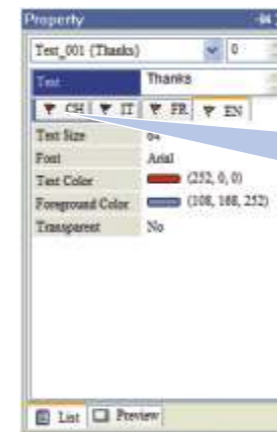 Property
Text_001 (Thanks) 0
Text Thanks
CH IT FR EN
Text Size 64
Font Arial
Text Color (252, 0, 0)
Foreground Color (108, 168, 252)
Transparent No
List Preview